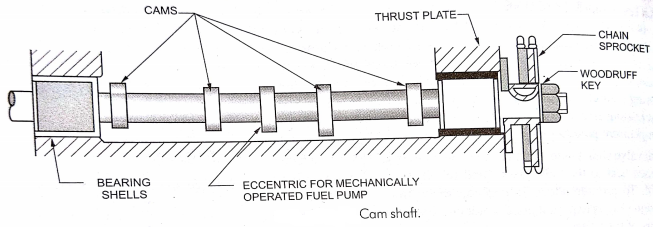 CAMS
THRUST PLATE
CHAIN
SPROCKET
WOODRUFF
KEY
BEARING
SHELLS
ECCENTRIC FOR MECHANICALLY
OPERATED FUEL PUMP
Cam shaft.